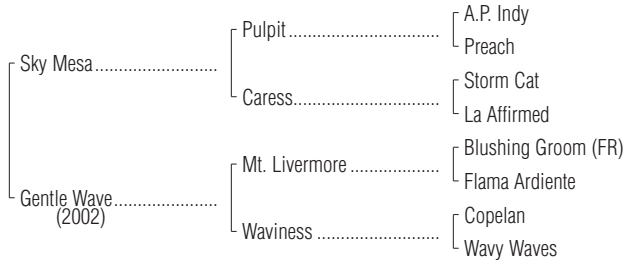 A.P. Indy
Pulpit
Preach
Sky Mesa
Storm Cat
Caress
La Affirmed
Blushing Groom (FR)
Mt. Livermore
Flama Ardiente
Gentle Wave
(2002)
Copelan
Waviness
Wavy Waves